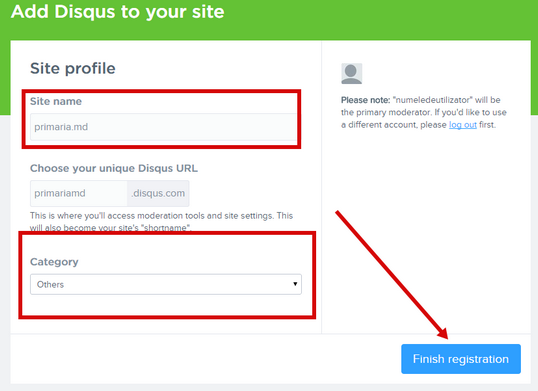 Add Disqus to your site
Site profile
Site name
primaria.md
Choose your unique Disqus URL
primariamd .disqus.com
This is where you'll access moderation tools and site settings. This
will also become your site's "shortname".
Category
Others
Please note: "numeledeutilizator" will be
the primary moderator. If you'd like to use
a different account, please log out first.
Finish registration